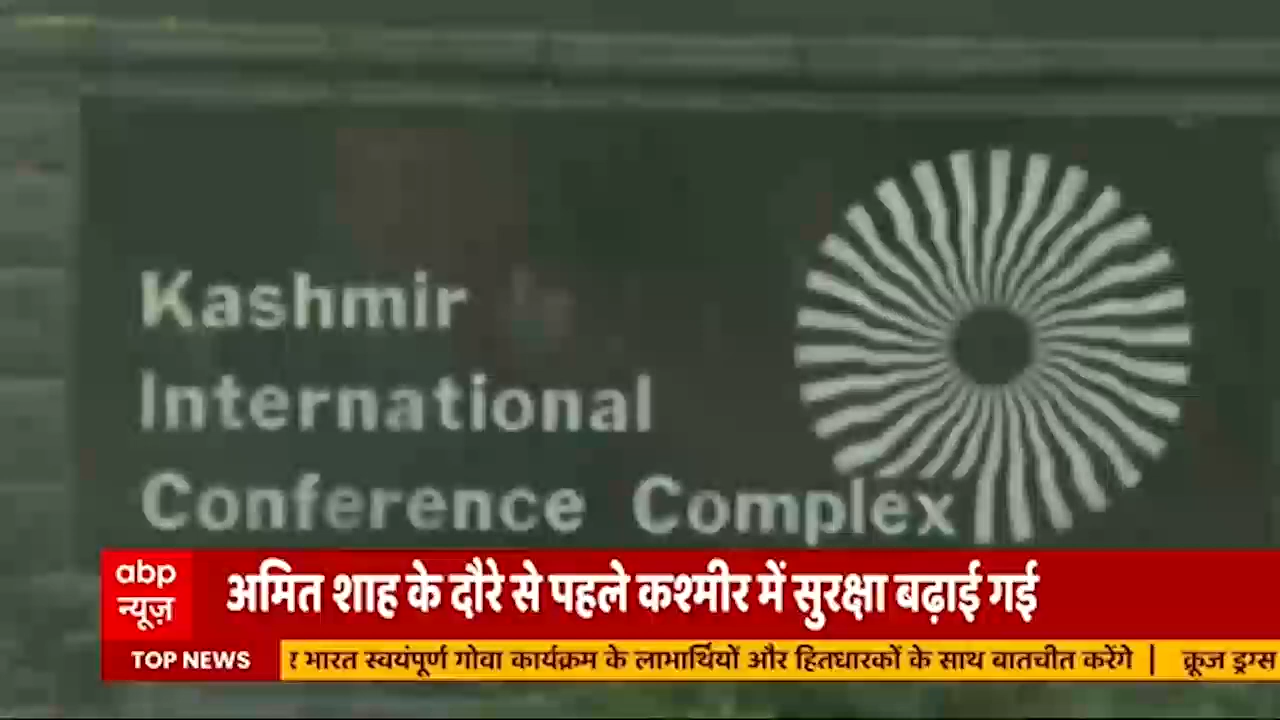 Kashmir
International
Conference Complex
abp
न्यूज़
अमित शाह के दौरे से पहले कश्मीर में सुरक्षा बढ़ाई गई
TOP NEWS
भारत स्वयंपूर्ण गोवा कार्यक्रम के लाभार्थियों और हितधारकों के साथ बातचीत करेंगे | क्रूज ड्रग्स